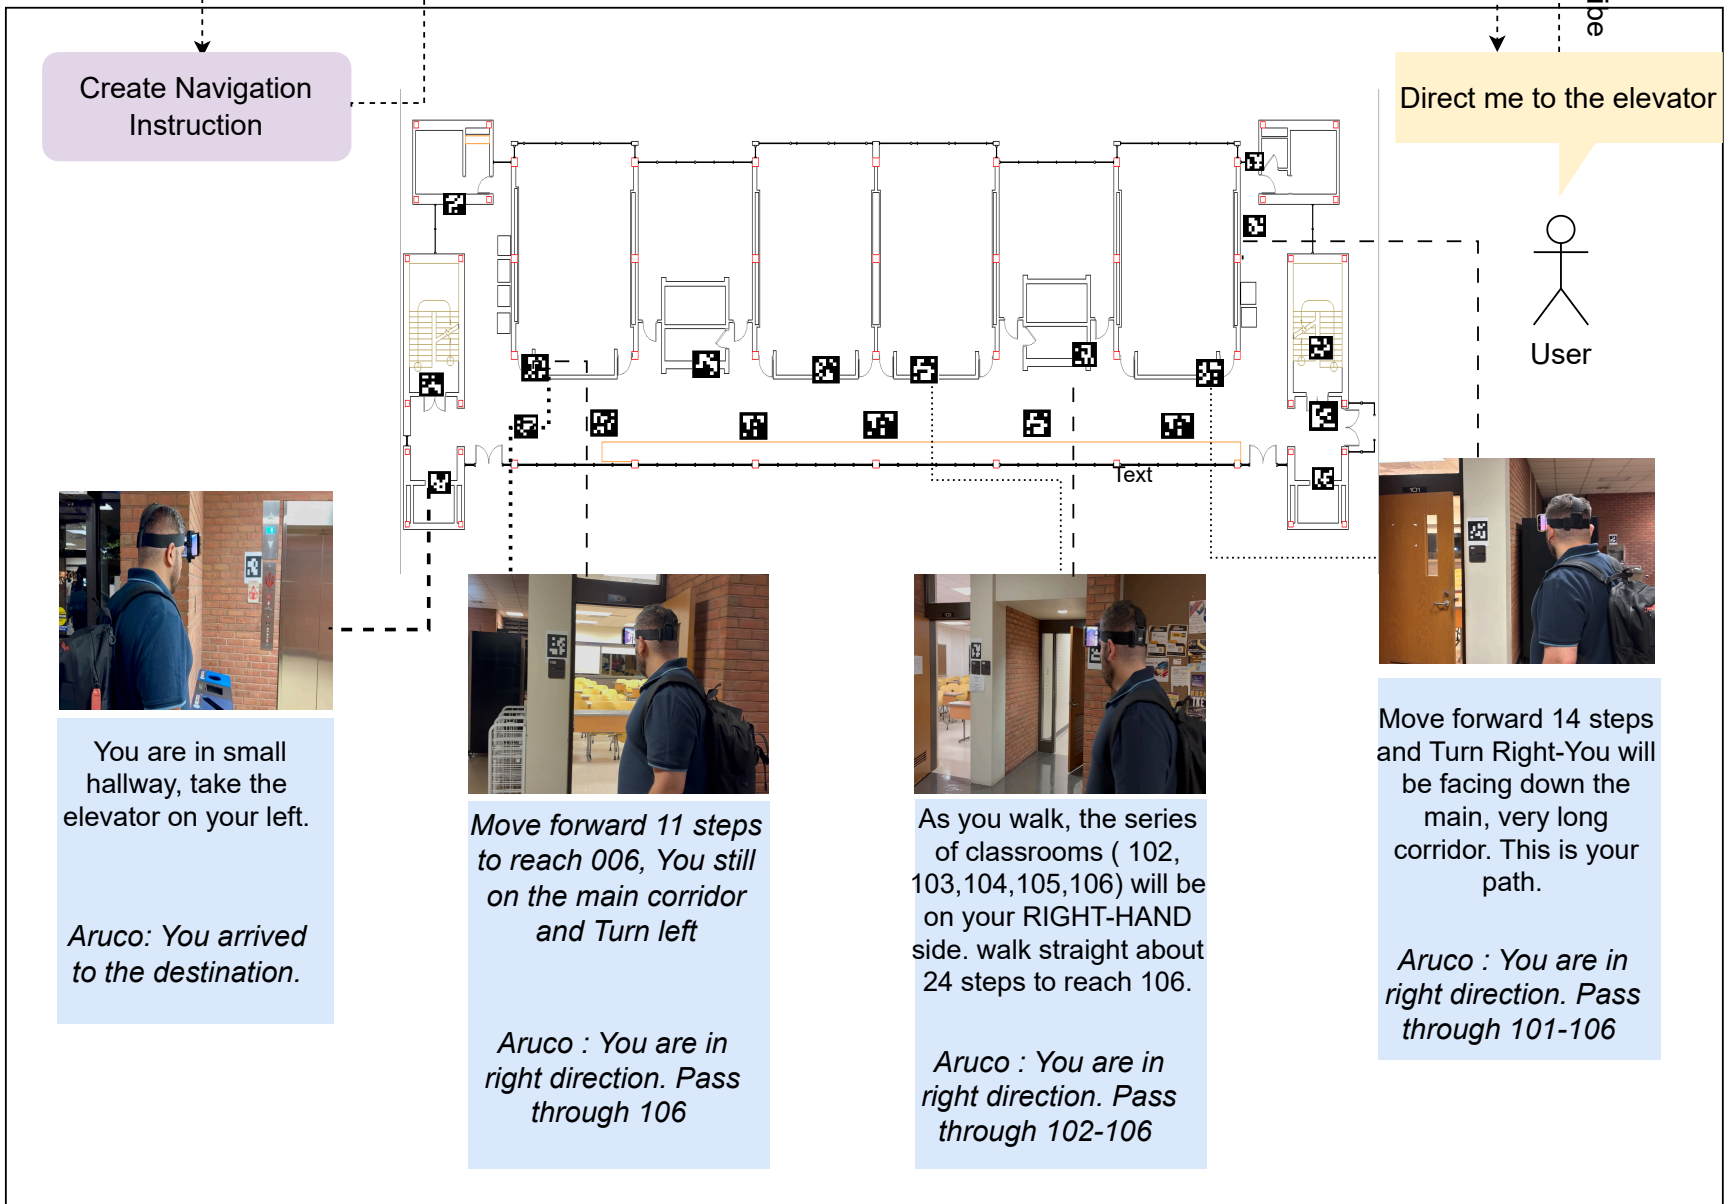 ibe
Create Navigation
Instruction
Direct me to the elevator
User
Text
101
You are in small
hallway, take the
elevator on your left.
Aruco: You arrived
to the destination.
Move forward 11 steps
to reach 006, You still
on the main corridor
and Turn left
Aruco : You are in
right direction. Pass
through 106
As you walk, the series
of classrooms ( 102,
103,104,105,106) will be
on your RIGHT-HAND
side. walk straight about
24 steps to reach 106.
Aruco : You are in
right direction. Pass
through 102-106
Move forward 14 steps
and Turn Right-You will
be facing down the
main, very long
corridor. This is your
path.
Aruco : You are in
right direction. Pass
through 101-106